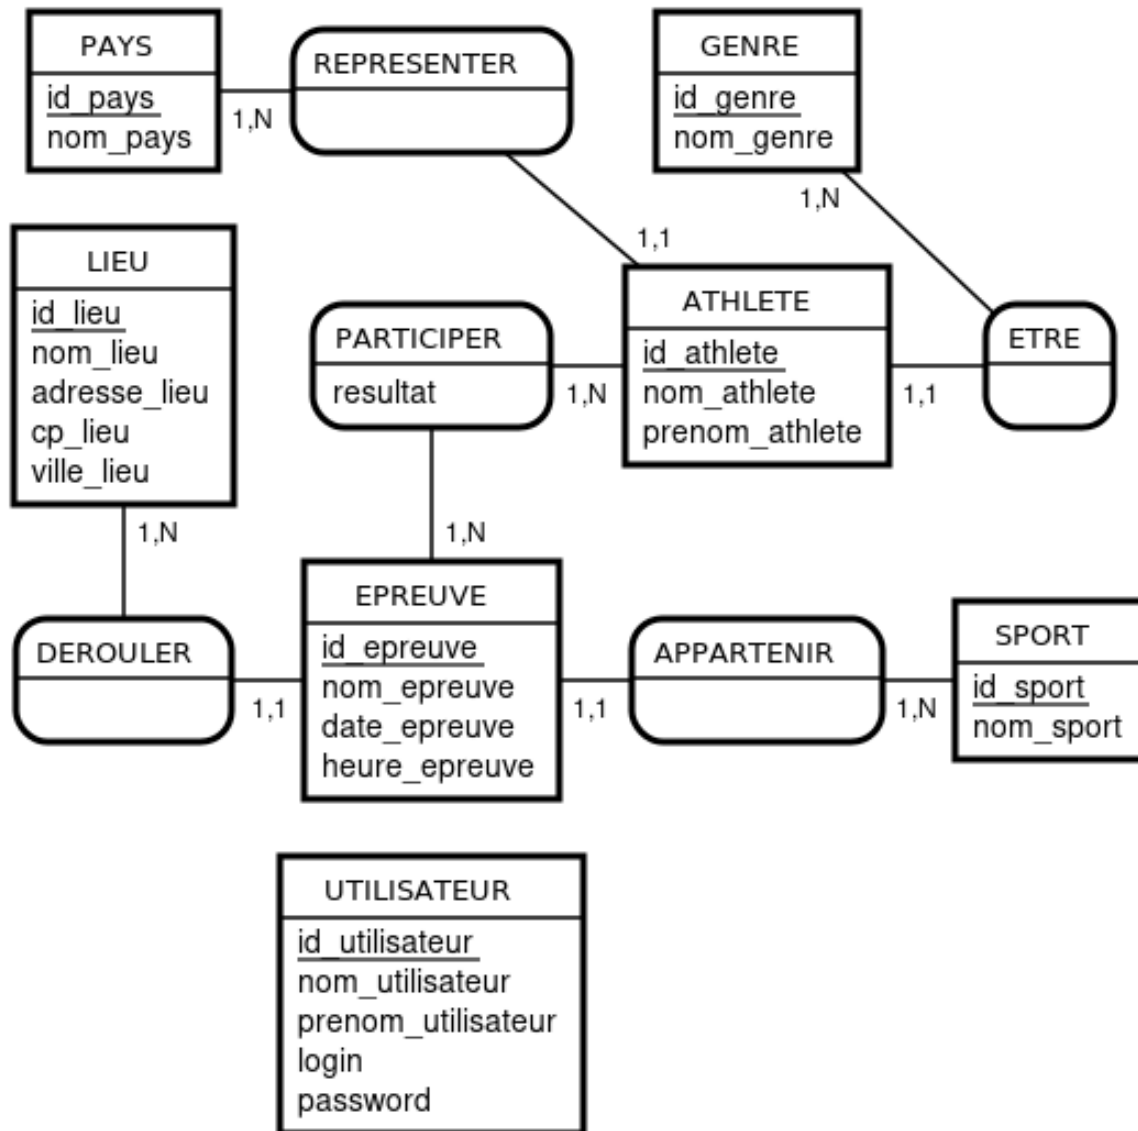 PAYS
id_pays
nom_pays
1,N
REPRESENTER
GENRE
id_genre
nom_genre
1,N
1,1
LIEU
id_lieu
nom_lieu
adresse_lieu
cp_lieu
ville_lieu
1,N
PARTICIPER
resultat
1,N
ATHLETE
id_athlete
nom_athlete
prenom_athlete
1,1
ETRE
1,N
DEROULER
1,1
EPREUVE
id_epreuve
nom_epreuve
date_epreuve
heure_epreuve
1,1
APPARTENIR
1,N
SPORT
id_sport
nom_sport
UTILISATEUR
id_utilisateur
nom_utilisateur
prenom_utilisateur
login
password